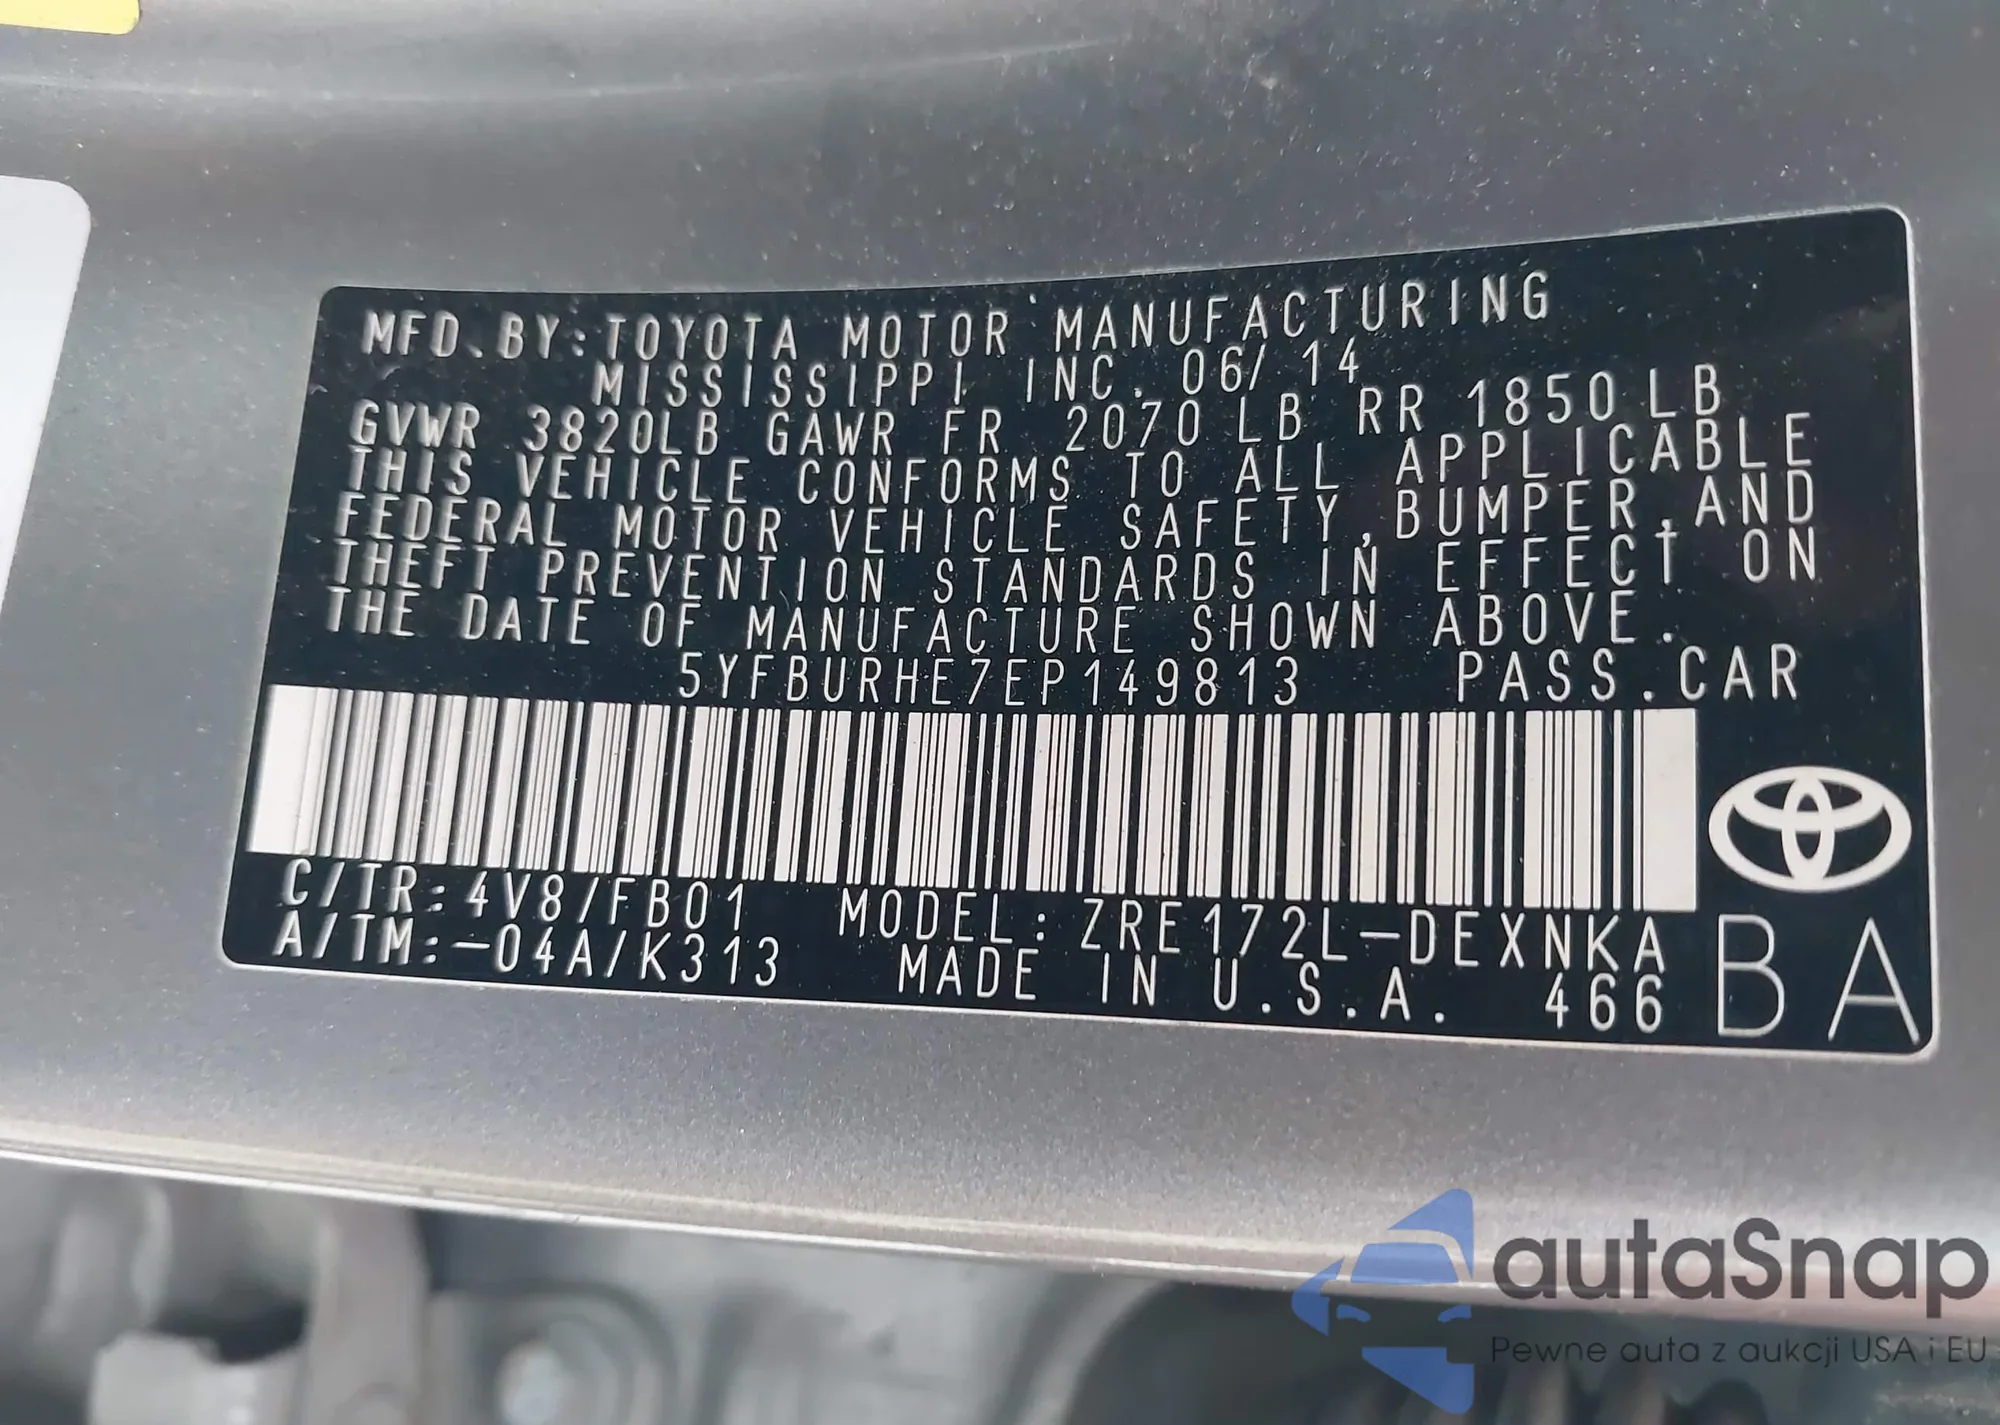 MFD. BY: TOYOTA MOTOR MANUFACTURING
MISSISSIPPI INC. 06/14
GVWR 3820LB GAWR FR 2070 LB RR 1850 LB
THIS VEHICLE CONFORMS TO ALL APPLICABLE
FEDERAL MOTOR VEHICLE SAFETY, BUMPER, AND
THEFT PREVENTION STANDARDS IN EFFECT ON
THE DATE OF MANUFACTURE SHOWN ABOVE.
5YFBURHE7EP149813 PASS. CAR
C/TR: 4V8/FB01 MODEL: ZRE172L-DEXNKA
A/TM: -04A/K313 MADE IN U.S.A. 466
BA
autaSnap
Pewne auta z aukcji USA i EU